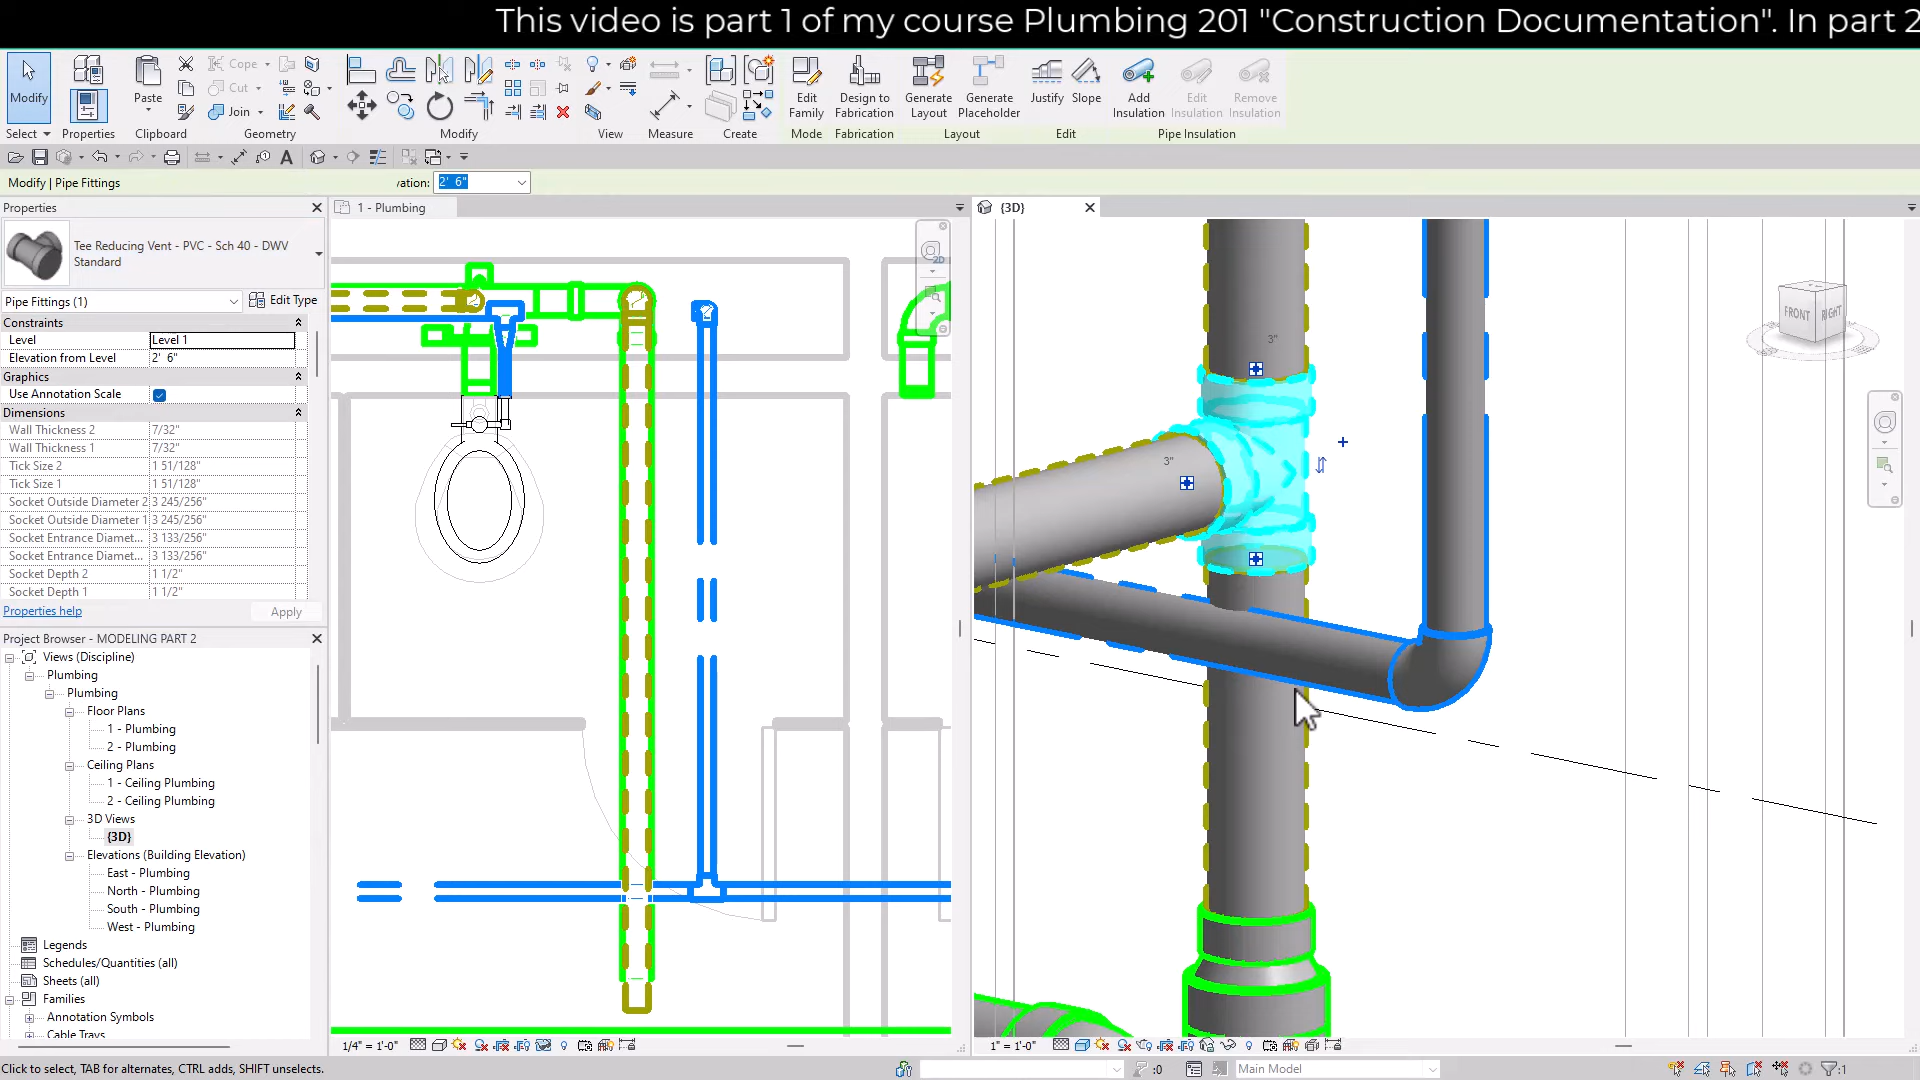 This video is part 1 of my course Plumbing 201 "Construction Documentation". In part 2
Modify
Select
Properties
Paste
Clipboard
Cope
Cut
Join
Geometry
Modify
View
Measure
Create
Edit Family
Mode
Design to Fabrication
Fabrication
Generate Layout
Generate Placeholder
Layout
Justify
Slope
Edit
Add Insulation
Edit Insulation
Remove Insulation
Pipe Insulation
Modify | Pipe Fittings
vation:
2' 6"
Properties
1 - Plumbing
{3D}
Tee Reducing Vent - PVC - Sch 40 - DWV
Standard
Pipe Fittings (1)
Edit Type
Constraints
Level Level 1
Elevation from Level 2' 6"
Graphics
Use Annotation Scale
Dimensions
Wall Thickness 2 7/32"
Wall Thickness 1 7/32"
Tick Size 2 1 51/128"
Tick Size 1 1 51/128"
Socket Outside Diameter 2 3 245/256"
Socket Outside Diameter 1 3 245/256"
Socket Entrance Diamet... 3 133/256"
Socket Entrance Diamet... 3 133/256"
Socket Depth 2 1 1/2"
Socket Depth 1 1 1/2"
Properties help
Apply
Project Browser - MODELING PART 2
Views (Discipline)
Plumbing
Plumbing
Floor Plans
1 - Plumbing
2 - Plumbing
Ceiling Plans
1 - Ceiling Plumbing
2 - Ceiling Plumbing
3D Views
{3D}
Elevations (Building Elevation)
East - Plumbing
North - Plumbing
South - Plumbing
West - Plumbing
Legends
Schedules/Quantities (all)
Sheets (all)
Families
Annotation Symbols
Cable Trays
2D
3"
3"
FRONT
RIGHT
1/4" = 1'-0"
1" = 1'-0"
Click to select, TAB for alternates, CTRL adds, SHIFT unselects.
:0
Main Model
:1